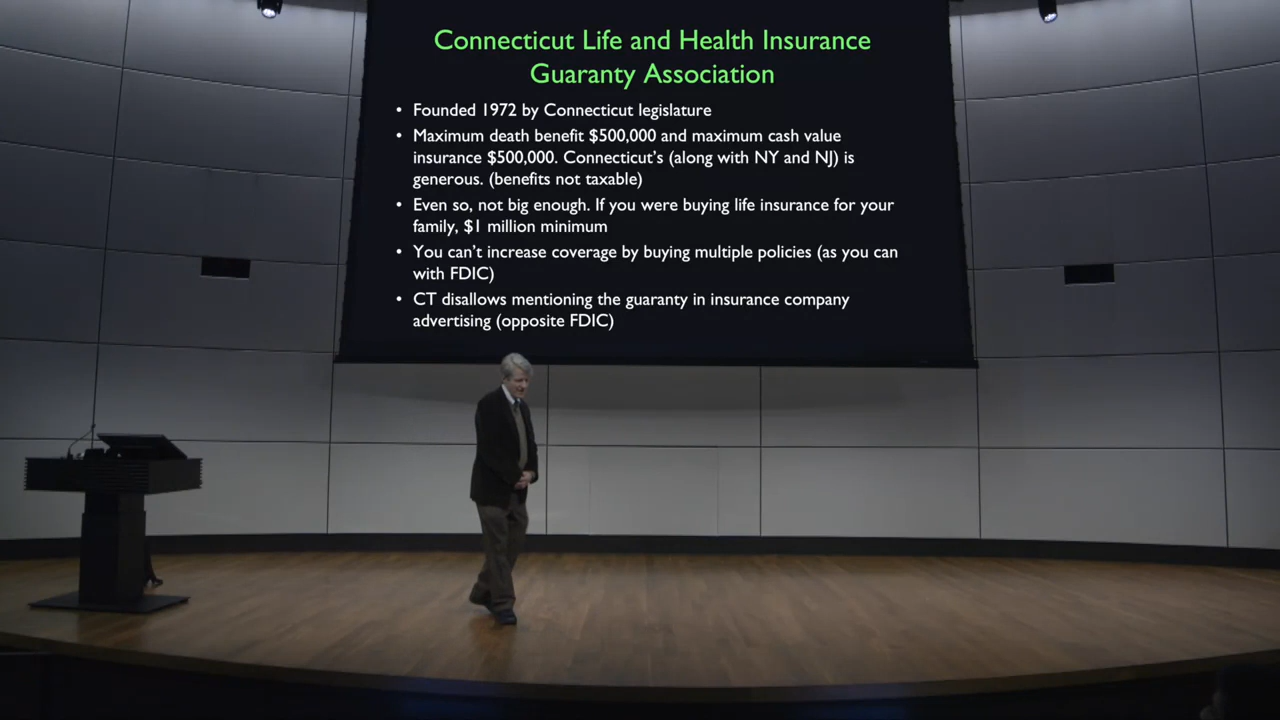 Connecticut Life and Health Insurance
Guaranty Association
• Founded 1972 by Connecticut legislature
• Maximum death benefit $500,000 and maximum cash value
insurance $500,000. Connecticut's (along with NY and NJ) is
generous. (benefits not taxable)
• Even so, not big enough. If you were buying life insurance for your
family, $1 million minimum
• You can't increase coverage by buying multiple policies (as you can
with FDIC)
• CT disallows mentioning the guaranty in insurance company
advertising (opposite FDIC)